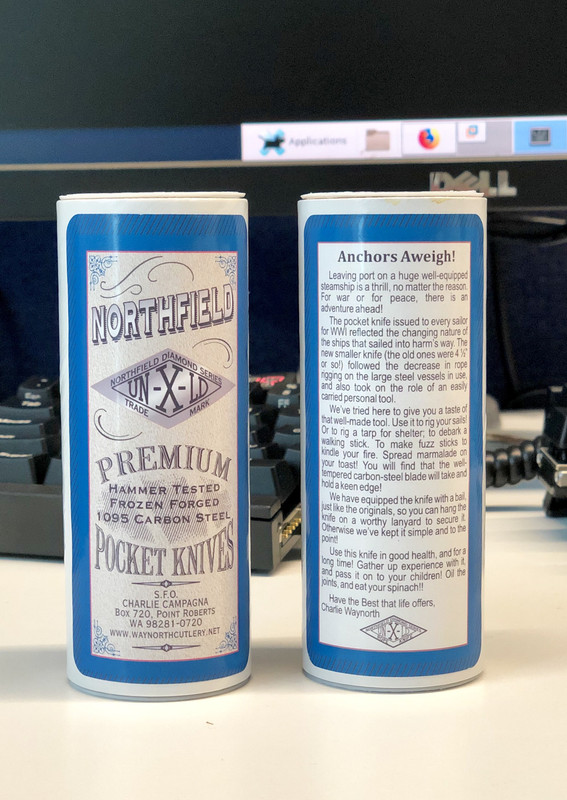 Applications
DELL
NORTHFIELD
NORTHFIELD DIAMOND SERIES
UN-X-LD
TRADE MARK
PREMIUM
HAMMER TESTED
FROZEN FORGED
1095 CARBON STEEL
POCKET KNIVES
S.F.O.
CHARLIE CAMPAGNA
BOX 720, POINT ROBERTS
WA 98281-0720
WWW.WAYNORTHCUTLERY.NET
Anchors Aweigh!
Leaving port on a huge well-equipped
steamship is a thrill, no matter the reason.
For war or for peace, there is an
adventure ahead!
The pocket knife issued to every sailor
for WWI reflected the changing nature of
the ships that sailed into harm's way. The
new smaller knife (the old ones were 4 ½"
or so!) followed the decrease in rope
rigging on the large steel vessels in use,
and also took on the role of an easily
carried personal tool.
We've tried here to give you a taste of
that well-made tool. Use it to rig your sails!
Or to rig a tarp for shelter; to debark a
walking stick. To make fuzz sticks to
kindle your fire. Spread marmalade on
your toast! You will find that the well-
tempered carbon-steel blade will take and
hold a keen edge!
We have equipped the knife with a bail,
just like the originals, so you can hang the
knife on a worthy lanyard to secure it.
Otherwise we've kept it simple and to the
point!
Use this knife in good health, and for a
long time! Gather up experience with it,
and pass it on to your children! Oil the
joints, and eat your spinach!!
Have the Best that life offers,
Charlie Waynorth
UN-X-LD